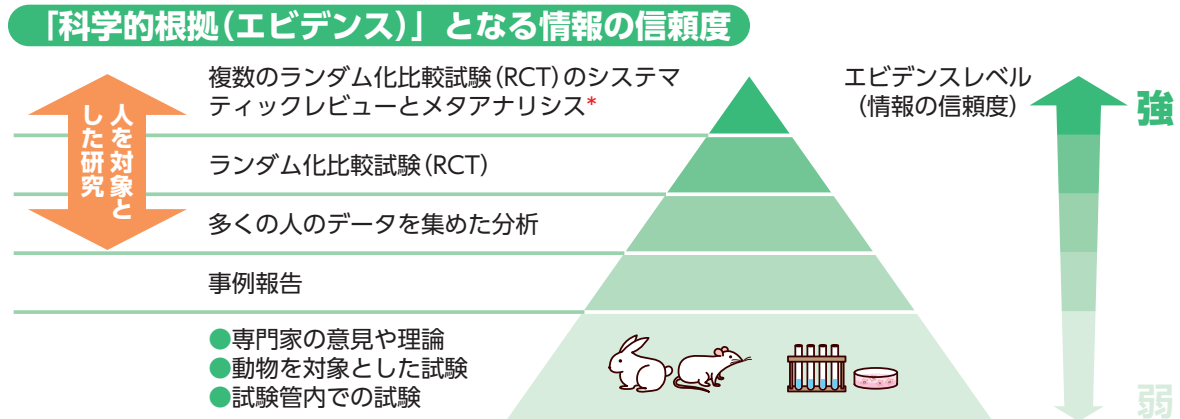 「科学的根拠(エビデンス)」となる情報の信頼度
人を対象と
した研究
複数のランダム化比較試験(RCT)のシステマ
ティックレビューとメタアナリシス*
ランダム化比較試験(RCT)
多くの人のデータを集めた分析
事例報告
●専門家の意見や理論
●動物を対象とした試験
●試験管内での試験
エビデンスレベル
(情報の信頼度)
強
弱